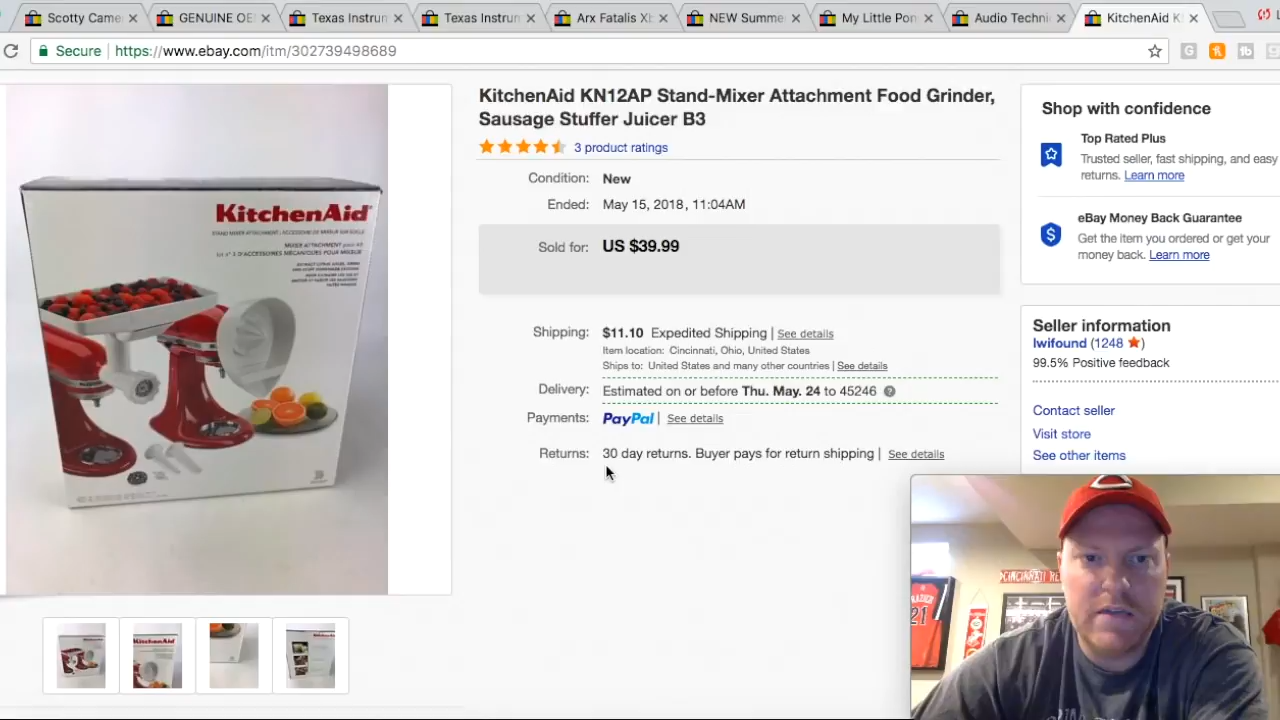 Scotty Came
GENUINE OE
Texas Instrun
Texas Instrun
Arx Fatalis Xl
NEW Summe
My Little Pon
Audio Techni
KitchenAid K
Secure
https://www.ebay.com/itm/302739498689
KitchenAid KN12AP Stand-Mixer Attachment Food Grinder,
Sausage Stuffer Juicer B3
3 product ratings
Condition: New
Ended: May 15, 2018, 11:04AM
Sold for: US $39.99
Shipping: $11.10 Expedited Shipping | See details
Item location: Cincinnati, Ohio, United States
Ships to: United States and many other countries | See details
Delivery: Estimated on or before Thu. May. 24 to 45246
Payments: PayPal | See details
Returns: 30 day returns. Buyer pays for return shipping | See details
Shop with confidence
Top Rated Plus
Trusted seller, fast shipping, and easy
returns. Learn more
eBay Money Back Guarantee
Get the item you ordered or get your
money back. Learn more
Seller information
lwifound (1248 )
99.5% Positive feedback
Contact seller
Visit store
See other items
KitchenAid
KitchenAid
KitchenAid
21